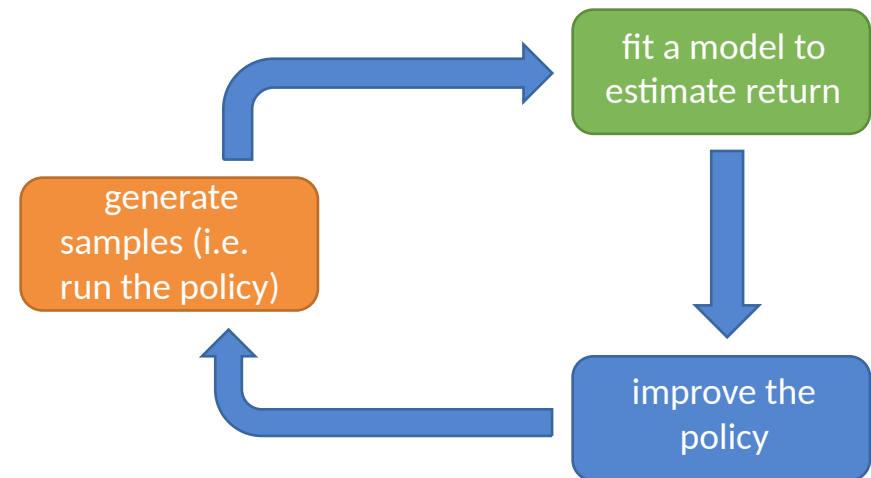 fit a model to
estimate return
generate
samples (i.e.
run the policy)
improve the
policy